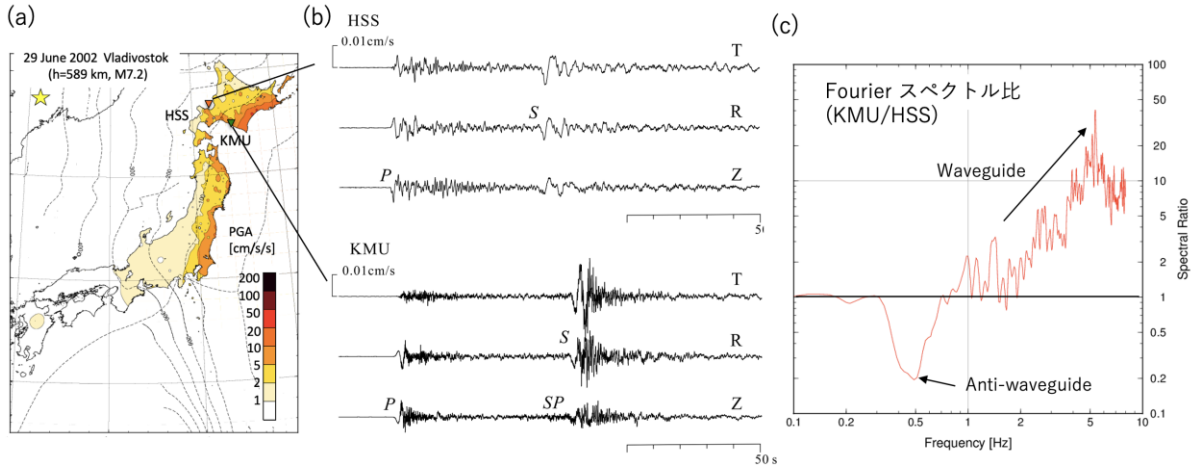 (a)
29 June 2002 Vladivostok
(h=589 km, M7.2)
HSS
KMU
PGA
[cm/s/s]
200
100
50
20
10
5
2
1
(b)
HSS
0.01cm/s
T
S
R
P
Z
50
KMU
0.01cm/s
T
S
R
P
SP
Z
50 s
(c)
Fourier スペクトル比
(KMU/HSS)
Waveguide
Anti-waveguide
100
50
20
10
5
2
1
0.5
0.2
0.1
Spectral Ratio
0.1
0.2
0.5
1
2
5
10
Frequency [Hz]